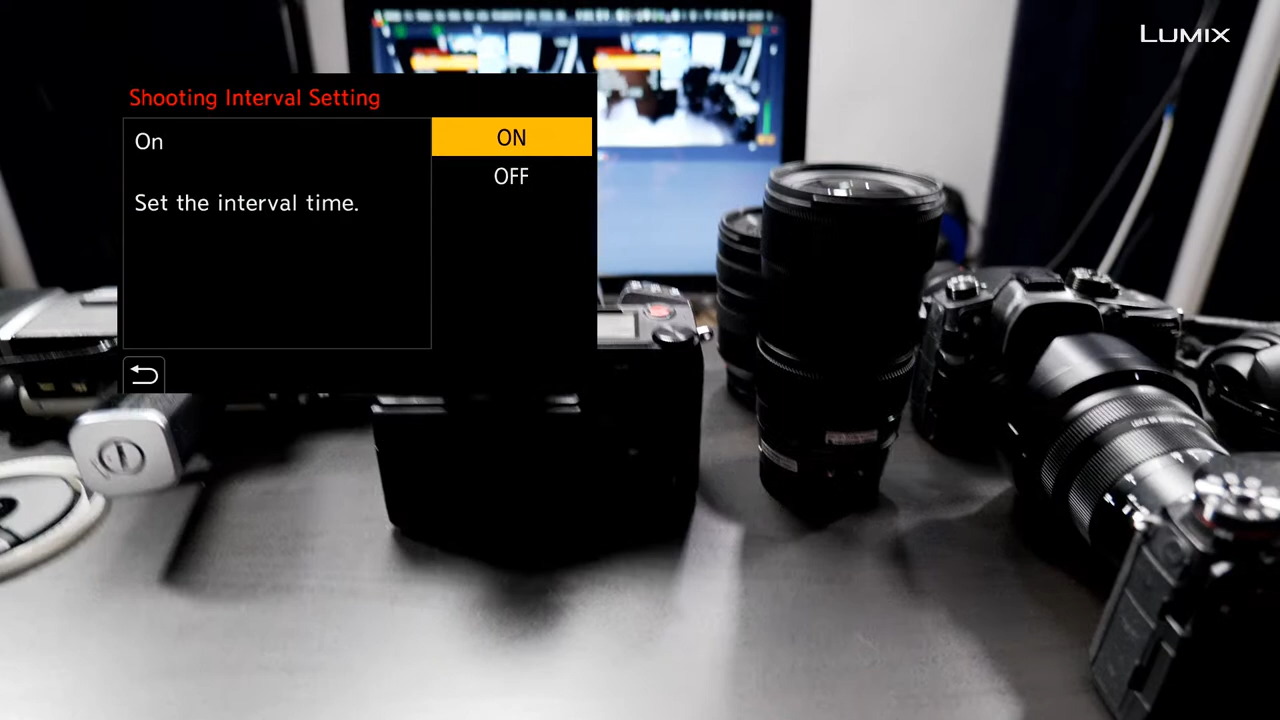 LUMIX
Shooting Interval Setting
On
Set the interval time.
ON
OFF